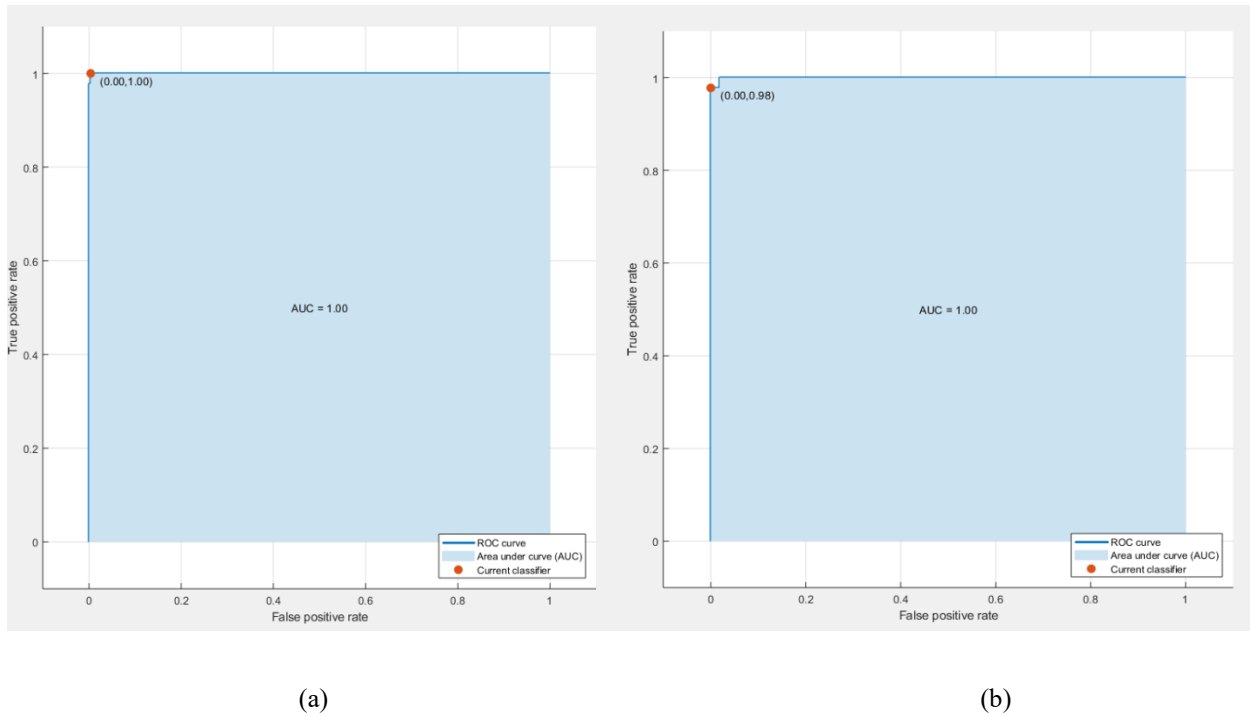 1
0.8
0.6
0.4
0.2
0
True positive rate
(0.00,1.00)
AUC = 1.00
ROC curve
Area under curve (AUC)
Current classifier
0
0.2
0.4
0.6
0.8
1
False positive rate
(a)
1
0.8
0.6
0.4
0.2
0
True positive rate
(0.00,0.98)
AUC = 1.00
ROC curve
Area under curve (AUC)
Current classifier
0
0.2
0.4
0.6
0.8
1
False positive rate
(b)